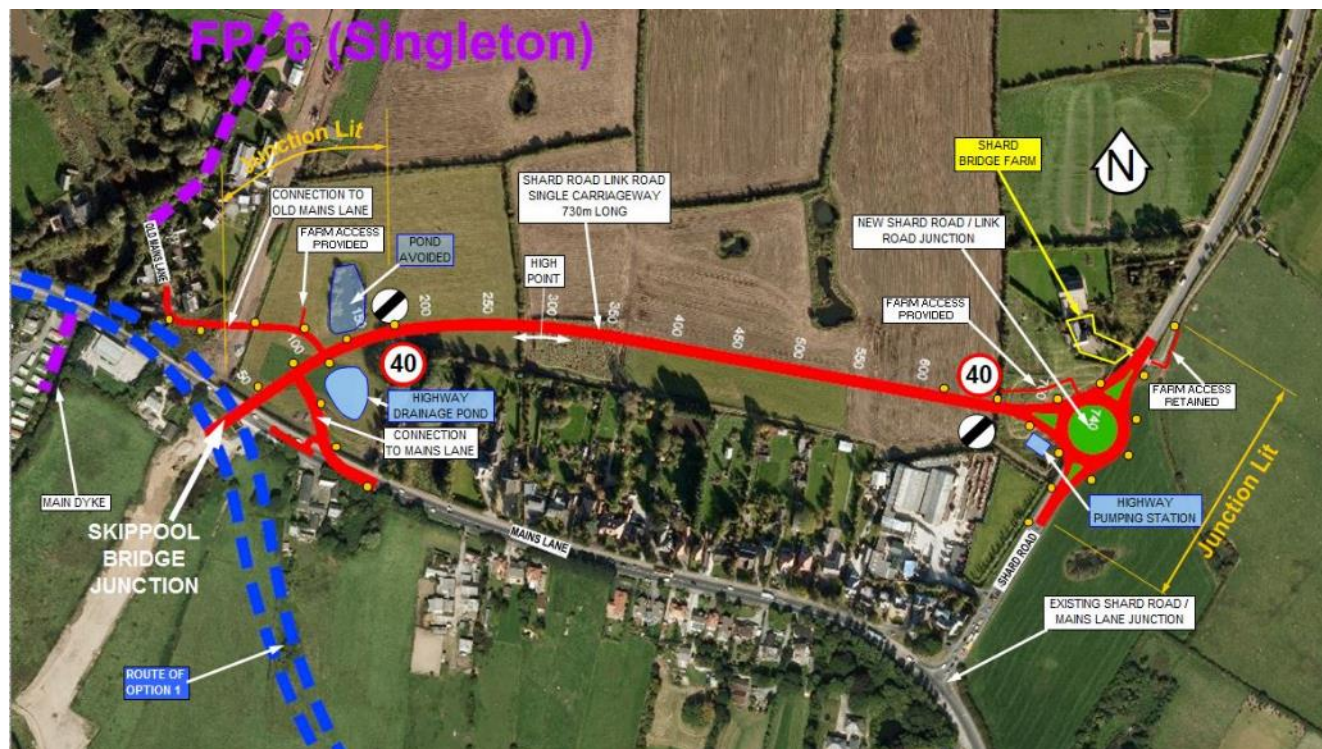 FP. 6 (Singleton)
Junction Lit
CONNECTION TO
OLD MAINS LANE
FARM ACCESS
PROVIDED
OLD MAINS LANE
POND
AVOIDED
SHARD ROAD LINK ROAD
SINGLE CARRIAGEWAY
730m LONG
HIGH
POINT
SHARD
BRIDGE FARM
N
NEW SHARD ROAD / LINK
ROAD JUNCTION
FARM ACCESS
PROVIDED
FARM ACCESS
RETAINED
50
100
150
200
250
300
350
400
450
500
550
600
700
740
40
40
HIGHWAY
DRAINAGE POND
CONNECTION
TO MAINS LANE
MAIN DYKE
SKIPPOOL
BRIDGE
JUNCTION
MAINS LANE
HIGHWAY
PUMPING STATION
Junction Lit
SHARD ROAD
EXISTING SHARD ROAD /
MAINS LANE JUNCTION
ROUTE OF
OPTION 1